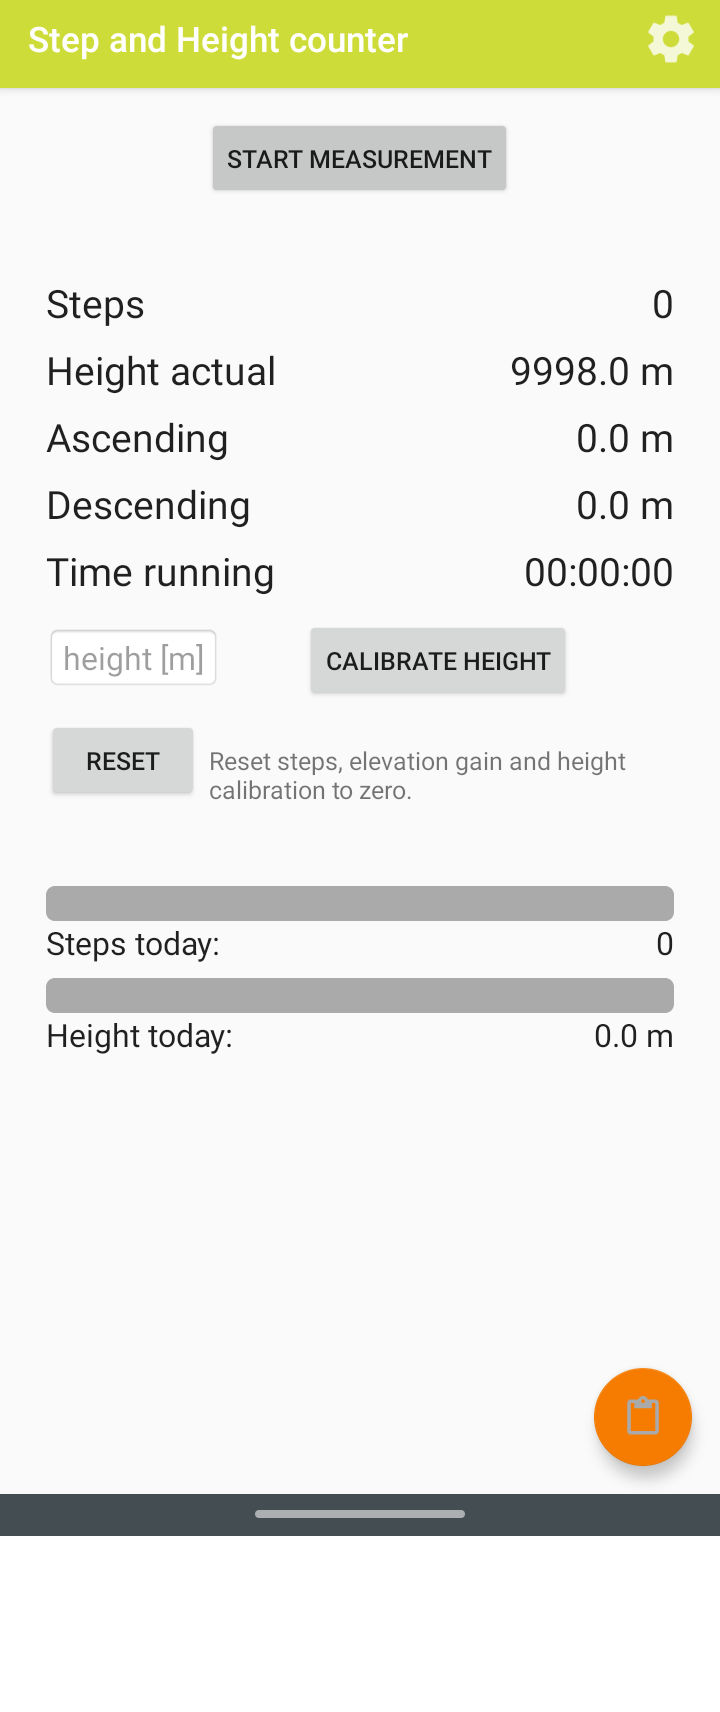 Step and Height counter
START MEASUREMENT
Steps 0
Height actual 9998.0 m
Ascending 0.0 m
Descending 0.0 m
Time running 00:00:00
height [m] CALIBRATE HEIGHT
RESET Reset steps, elevation gain and height
calibration to zero.
Steps today: 0
Height today: 0.0 m